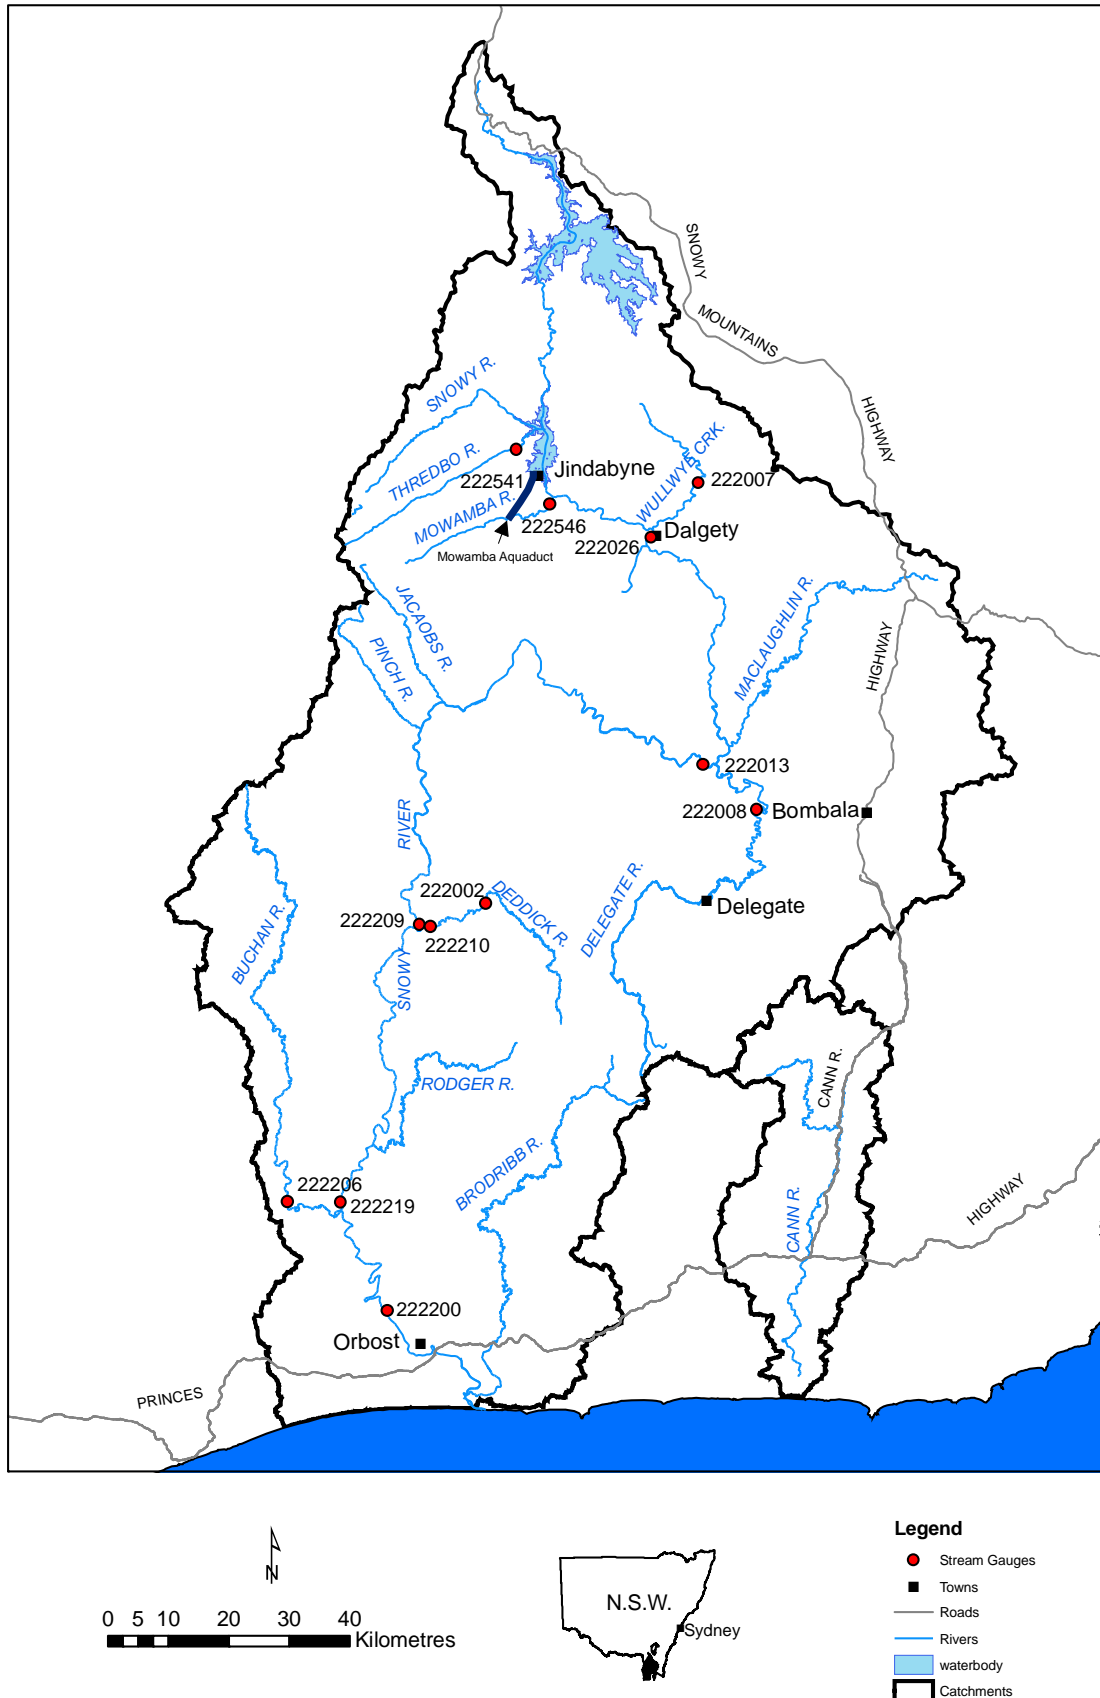 SNOWY
MOUNTAINS
HIGHWAY
SNOWY R.
THREDBO R.
WULLWYE CRK.
Jindabyne
222541
222007
MOWAMBA R.
222546
Dalgety
222026
Mowamba Aquaduct
JACAOBS R.
PINCH R.
MACLAUGHLIN R.
HIGHWAY
222013
222008
Bombala
RIVER
222002
DEDDICK R.
DELEGATE R.
Delegate
222209
222210
BUCHAN R.
SNOWY
RODGER R.
CANN R.
BRODRIBB R.
222206
222219
CANN R.
HIGHWAY
222200
Orbost
PRINCES
N
0 5 10 20 30 40
Kilometres
N.S.W.
Sydney
Legend
Stream Gauges
Towns
Roads
Rivers
waterbody
Catchments